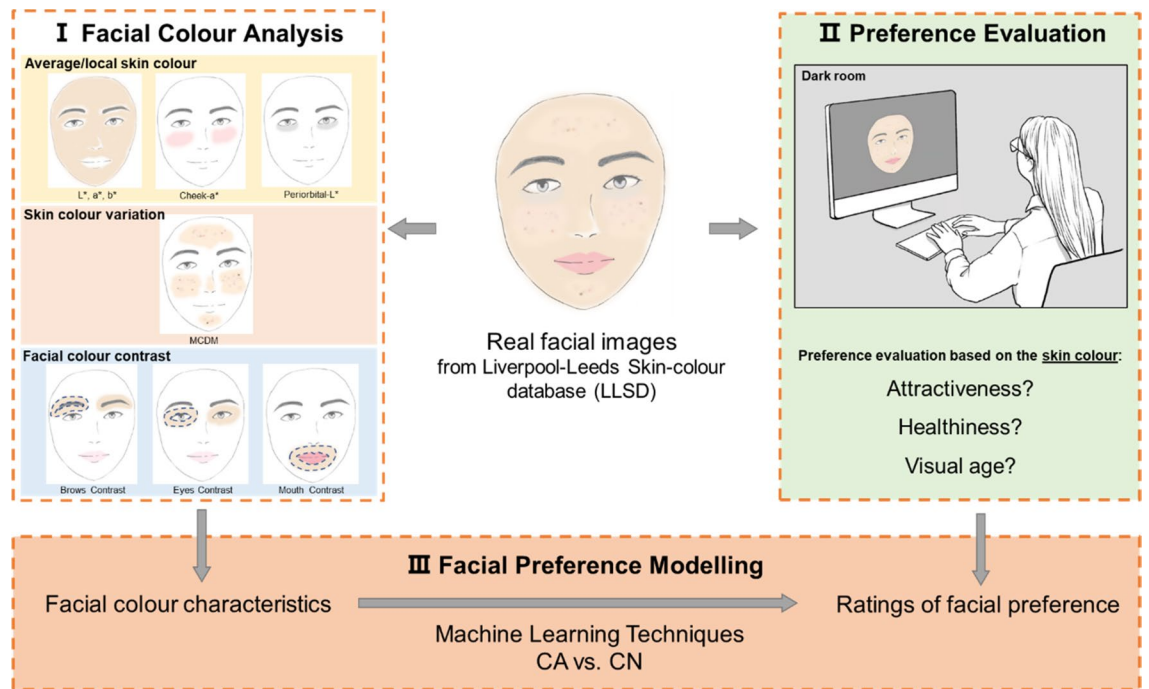 Ⅰ Facial Colour Analysis
Average/local skin colour
L*, a*, b*
Cheek-a*
Periorbital-L*
Skin colour variation
MCDM
Facial colour contrast
Brows Contrast
Eyes Contrast
Mouth Contrast
Real facial images
from Liverpool-Leeds Skin-colour
database (LLSD)
Ⅱ Preference Evaluation
Dark room
Preference evaluation based on the skin colour:
Attractiveness?
Healthiness?
Visual age?
Ⅲ Facial Preference Modelling
Facial colour characteristics
Machine Learning Techniques
CA vs. CN
Ratings of facial preference